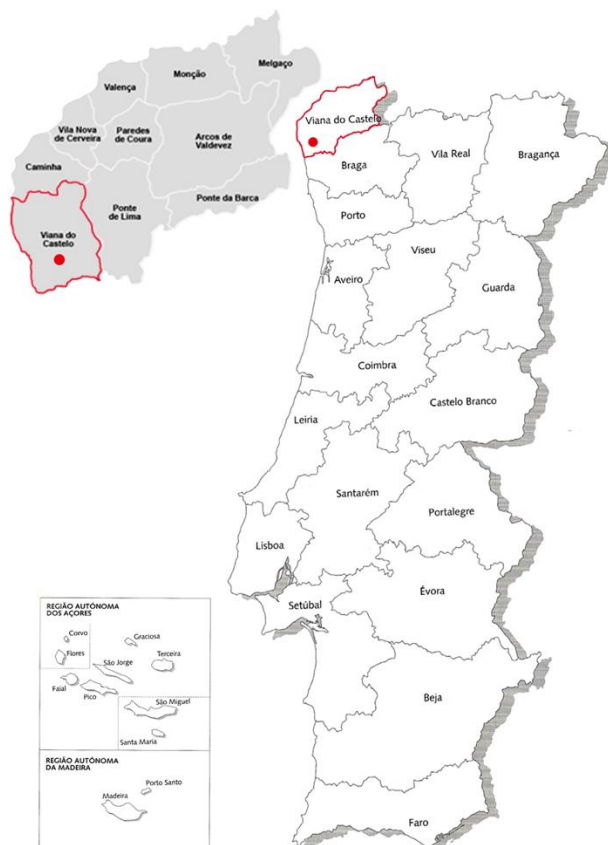 Melgaço
Monção
Valença
Vila Nova
de Cerveira
Paredes
de Coura
Arcos de
Valdevez
Caminha
Ponte
de Lima
Ponte da Barca
Viana do
Castelo
Viana do Castelo
Braga
Vila Real
Bragança
Porto
Viseu
Aveiro
Guarda
Coimbra
Castelo Branco
Leiria
Santarém
Portalegre
Lisboa
Évora
Setúbal
Beja
Faro
REGIÃO AUTÓNOMA
DOS AÇORES
Corvo
Graciosa
Flores
São Jorge
Terceira
Faial
Pico
São Miguel
Santa Maria
REGIÃO AUTÓNOMA
DA MADEIRA
Porto Santo
Madeira